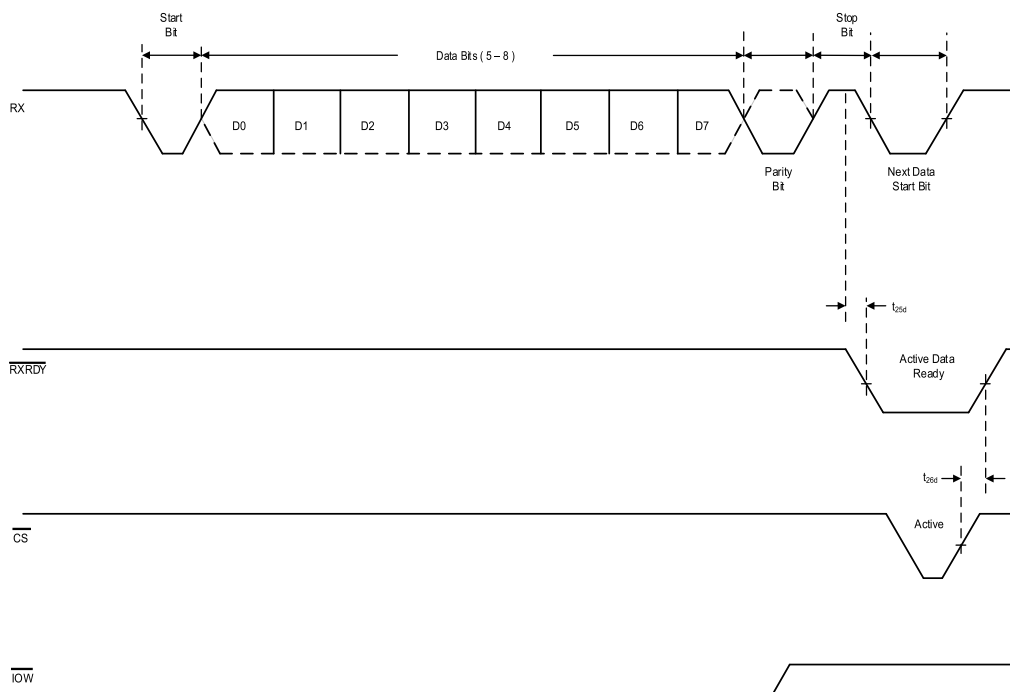 Start
Bit
Stop
Bit
Data Bits ( 5 – 8 )
RX
D0
D1
D2
D3
D4
D5
D6
D7
Parity
Bit
Next Data
Start Bit
t25d
RXRDY
Active Data
Ready
t26d
CS
Active
IOW